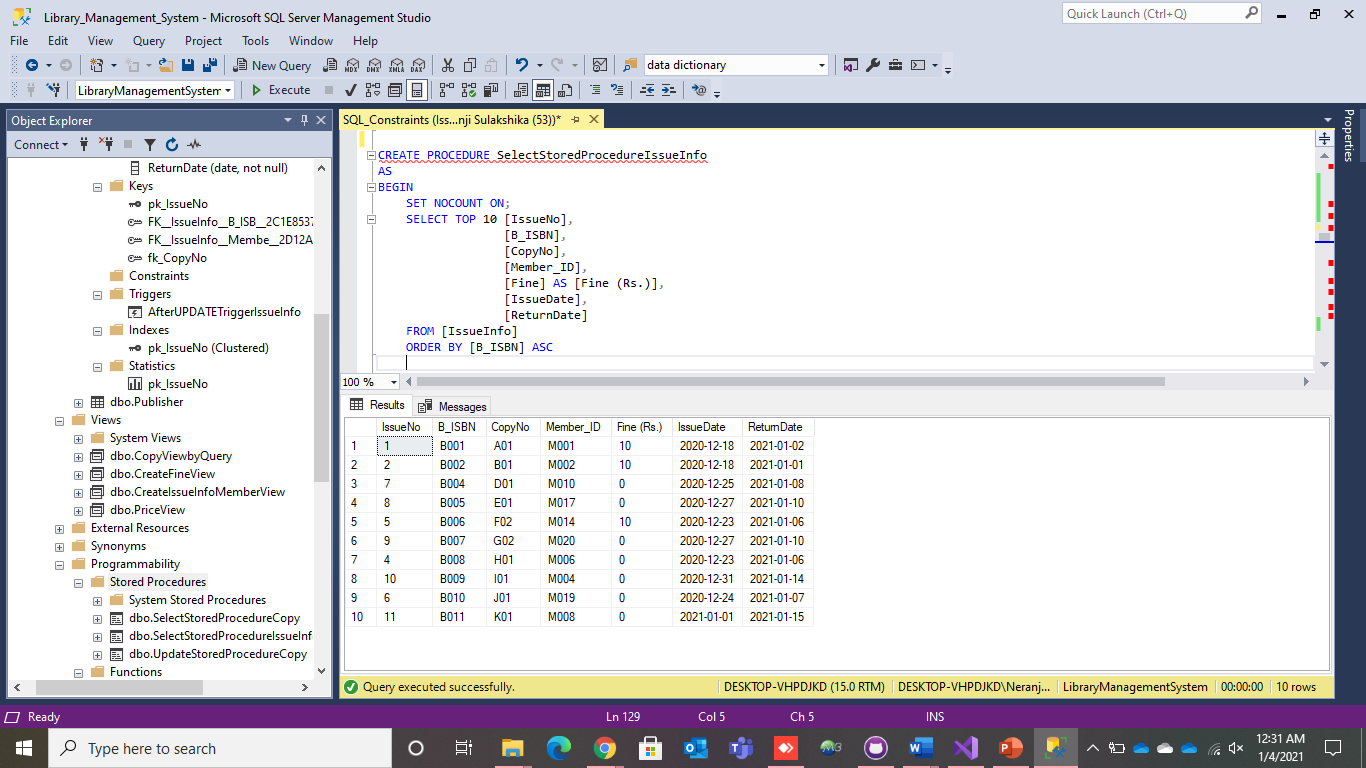 Library_Management_System - Microsoft SQL Server Management Studio
Quick Launch (Ctrl+Q)
File Edit View Query Project Tools Window Help
New Query MDX DMX XMLA DAX data dictionary
LibraryManagementSystem Execute
Object Explorer
Connect
ReturnDate (date, not null)
Keys
pk_IssueNo
FK__IssueInfo__B_ISB__2C1E8537
FK__IssueInfo__Membe__2D12A
fk_CopyNo
Constraints
Triggers
AfterUPDATETriggerIssueInfo
Indexes
pk_IssueNo (Clustered)
Statistics
pk_IssueNo
dbo.Publisher
Views
System Views
dbo.CopyViewbyQuery
dbo.CreateFineView
dbo.CreateIssueInfoMemberView
dbo.PriceView
External Resources
Synonyms
Programmability
Stored Procedures
System Stored Procedures
dbo.SelectStoredProcedureCopy
dbo.SelectStoredProcedureIssueInf
dbo.UpdateStoredProcedureCopy
Functions
SQL_Constraints (Iss...nji Sulakshika (53))*
Properties
CREATE PROCEDURE SelectStoredProcedureIssueInfo
AS
BEGIN
SET NOCOUNT ON;
SELECT TOP 10 [IssueNo],
[B_ISBN],
[CopyNo],
[Member_ID],
[Fine] AS [Fine (Rs.)],
[IssueDate],
[ReturnDate]
FROM [IssueInfo]
ORDER BY [B_ISBN] ASC
100 %
Results Messages
IssueNo B_ISBN CopyNo Member_ID Fine (Rs.) IssueDate ReturnDate
1 1 B001 A01 M001 10 2020-12-18 2021-01-02
2 2 B002 B01 M002 10 2020-12-18 2021-01-01
3 7 B004 D01 M010 0 2020-12-25 2021-01-08
4 8 B005 E01 M017 0 2020-12-27 2021-01-10
5 5 B006 F02 M014 10 2020-12-23 2021-01-06
6 9 B007 G02 M020 0 2020-12-27 2021-01-10
7 4 B008 H01 M006 0 2020-12-23 2021-01-06
8 10 B009 I01 M004 0 2020-12-31 2021-01-14
9 6 B010 J01 M019 0 2020-12-24 2021-01-07
10 11 B011 K01 M008 0 2021-01-01 2021-01-15
Query executed successfully. DESKTOP-VHPDJKD (15.0 RTM) DESKTOP-VHPDJKD\Neranj... LibraryManagementSystem 00:00:00 10 rows
Ready Ln 129 Col 5 Ch 5 INS
Type here to search
12:31 AM
1/4/2021